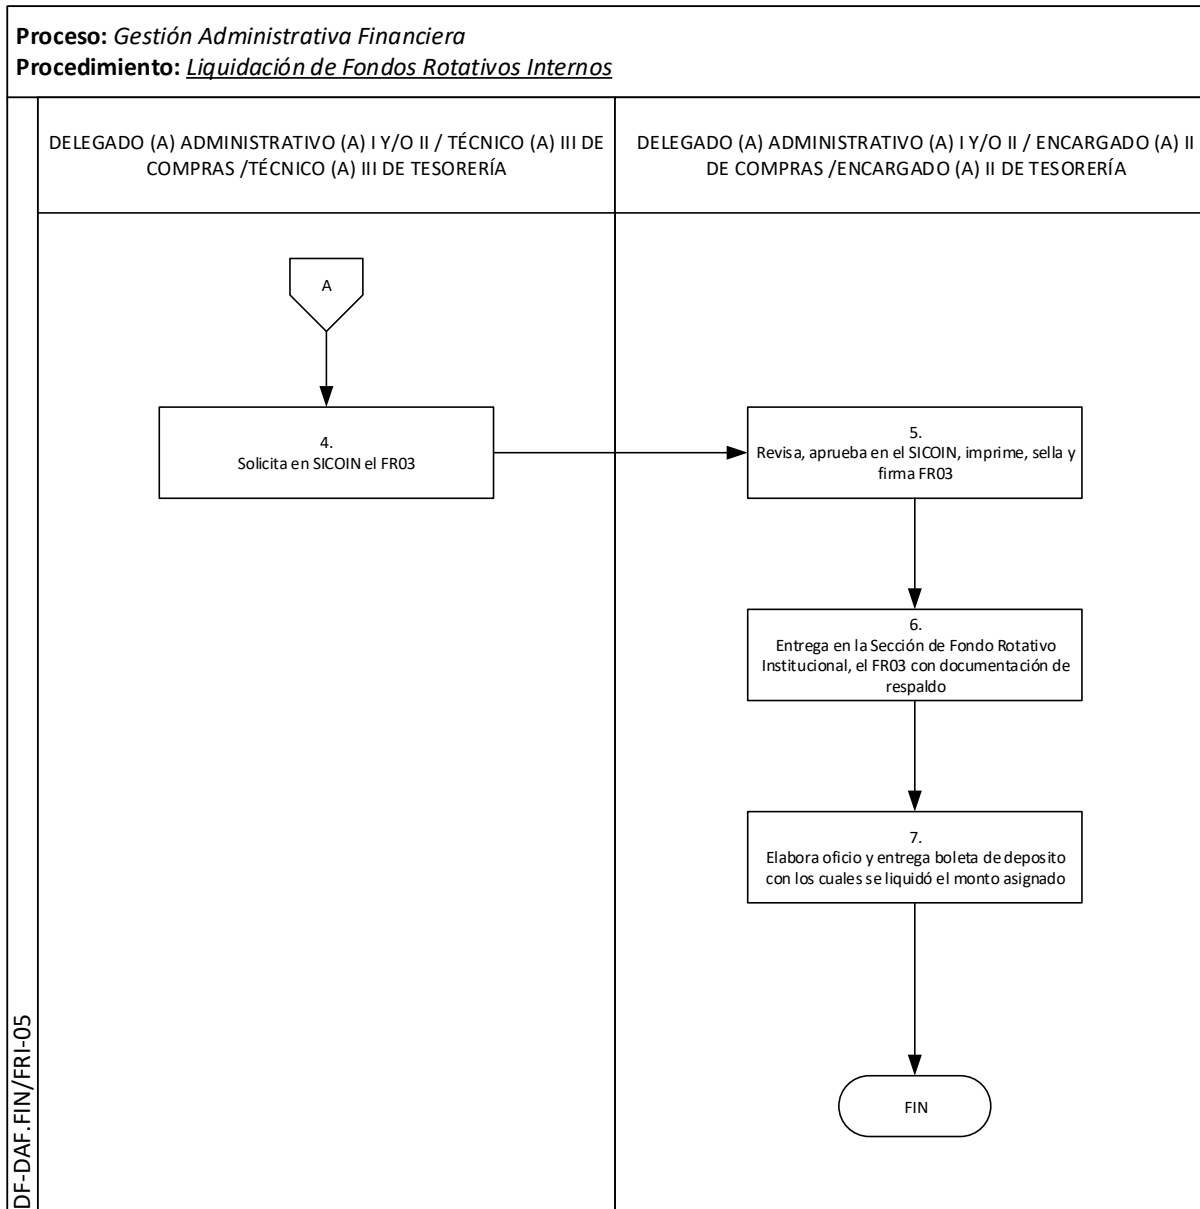 Proceso: Gestión Administrativa Financiera
Procedimiento: Liquidación de Fondos Rotativos Internos
DELEGADO (A) ADMINISTRATIVO (A) I Y/O II / TÉCNICO (A) III DE
COMPRAS /TÉCNICO (A) III DE TESORERÍA
DELEGADO (A) ADMINISTRATIVO (A) I Y/O II / ENCARGADO (A) II
DE COMPRAS /ENCARGADO (A) II DE TESORERÍA
A
4.
Solicita en SICOIN el FR03
5.
Revisa, aprueba en el SICOIN, imprime, sella y
firma FR03
6.
Entrega en la Sección de Fondo Rotativo
Institucional, el FR03 con documentación de
respaldo
7.
Elabora oficio y entrega boleta de deposito
con los cuales se liquidó el monto asignado
FIN
DF-DAF.FIN/FRI-05